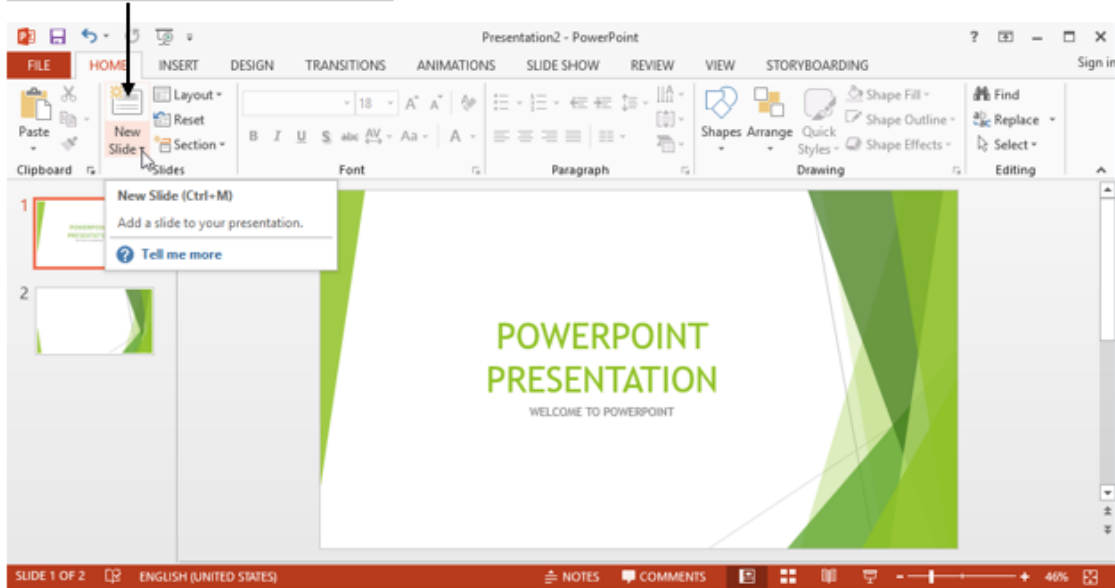 Presentation2 - PowerPoint
FILE HOME INSERT DESIGN TRANSITIONS ANIMATIONS SLIDE SHOW REVIEW VIEW STORYBOARDING Sign in
Paste
Clipboard
New
Slide
Layout
Reset
Section
Slides
18
B I U S abc AV Aa A
Font
Paragraph
Shapes Arrange Quick
Styles
Shape Fill
Shape Outline
Shape Effects
Drawing
Find
Replace
Select
Editing
New Slide (Ctrl+M)
Add a slide to your presentation.
Tell me more
1
2
POWERPOINT
PRESENTATION
WELCOME TO POWERPOINT
SLIDE 1 OF 2 ENGLISH (UNITED STATES) NOTES COMMENTS 46%